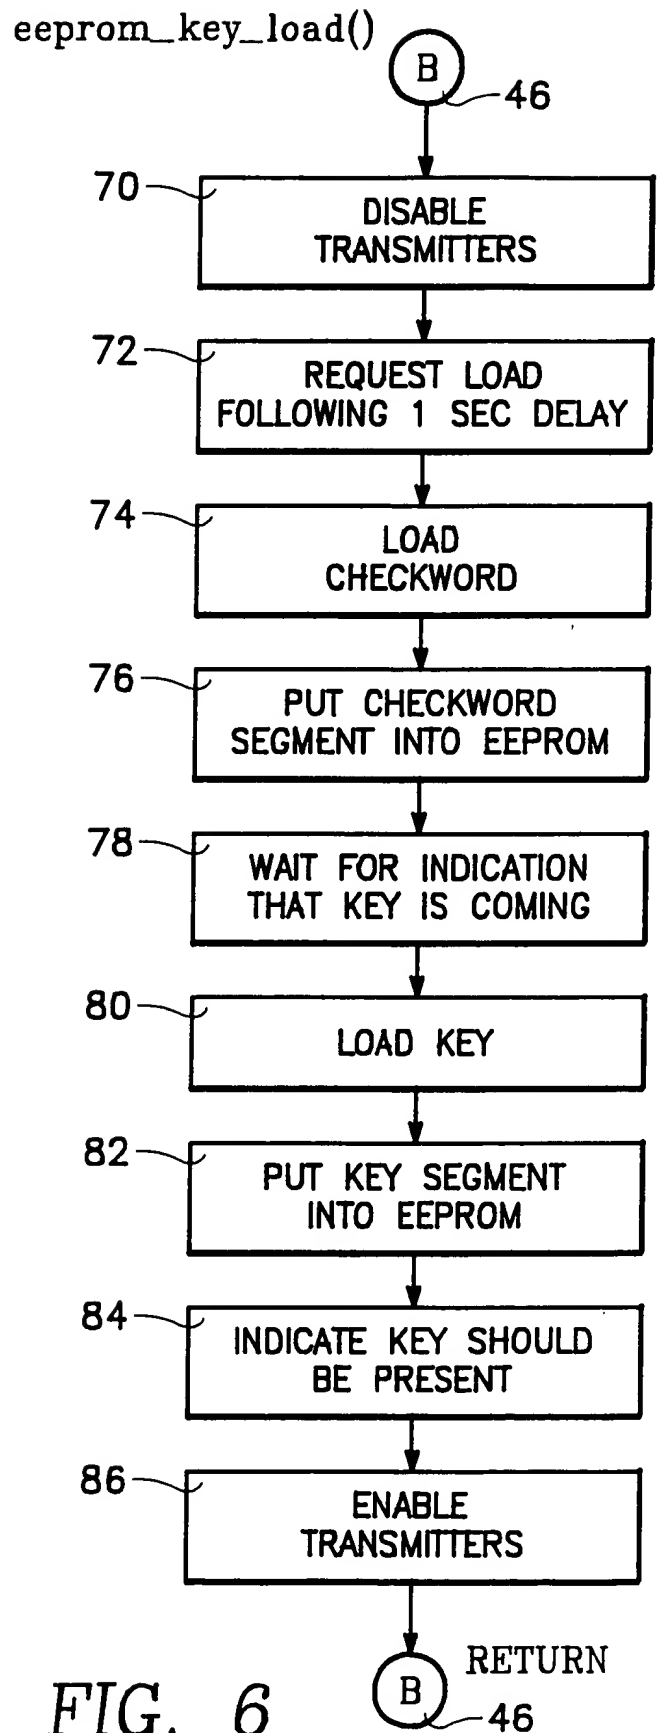 eeprom_key_load()
B
46
70
DISABLE
TRANSMITTERS
72
REQUEST LOAD
FOLLOWING 1 SEC DELAY
74
LOAD
CHECKWORD
76
PUT CHECKWORD
SEGMENT INTO EEPROM
78
WAIT FOR INDICATION
THAT KEY IS COMING
80
LOAD KEY
82
PUT KEY SEGMENT
INTO EEPROM
84
INDICATE KEY SHOULD
BE PRESENT
86
ENABLE
TRANSMITTERS
B
RETURN
46
FIG. 6